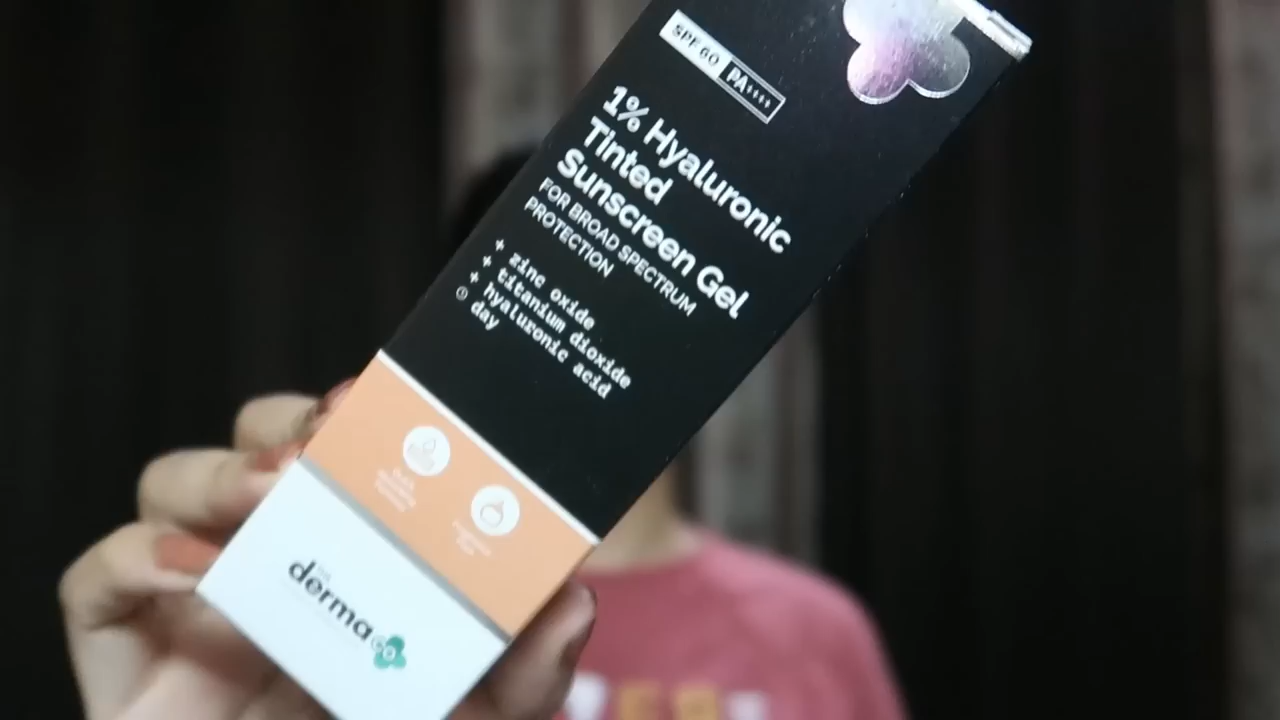 SPF 60 PA++++
1% Hyaluronic
Tinted
Sunscreen Gel
FOR BROAD SPECTRUM
PROTECTION
+ zinc oxide
+ titanium dioxide
+ hyaluronic acid
day
derma
co